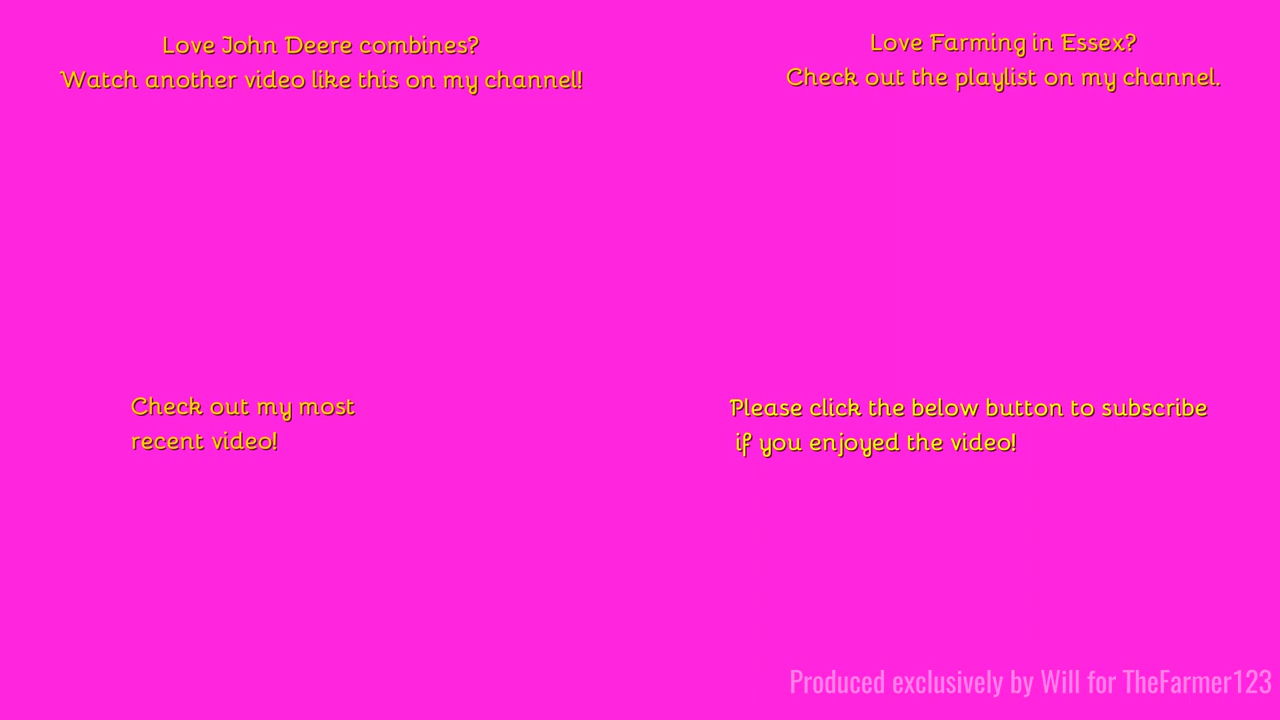 Love John Deere combines?
Watch another video like this on my channel!
Love Farming in Essex?
Check out the playlist on my channel.
Check out my most
recent video!
Please click the below button to subscribe
if you enjoyed the video!
Produced exclusively by Will for TheFarmer123